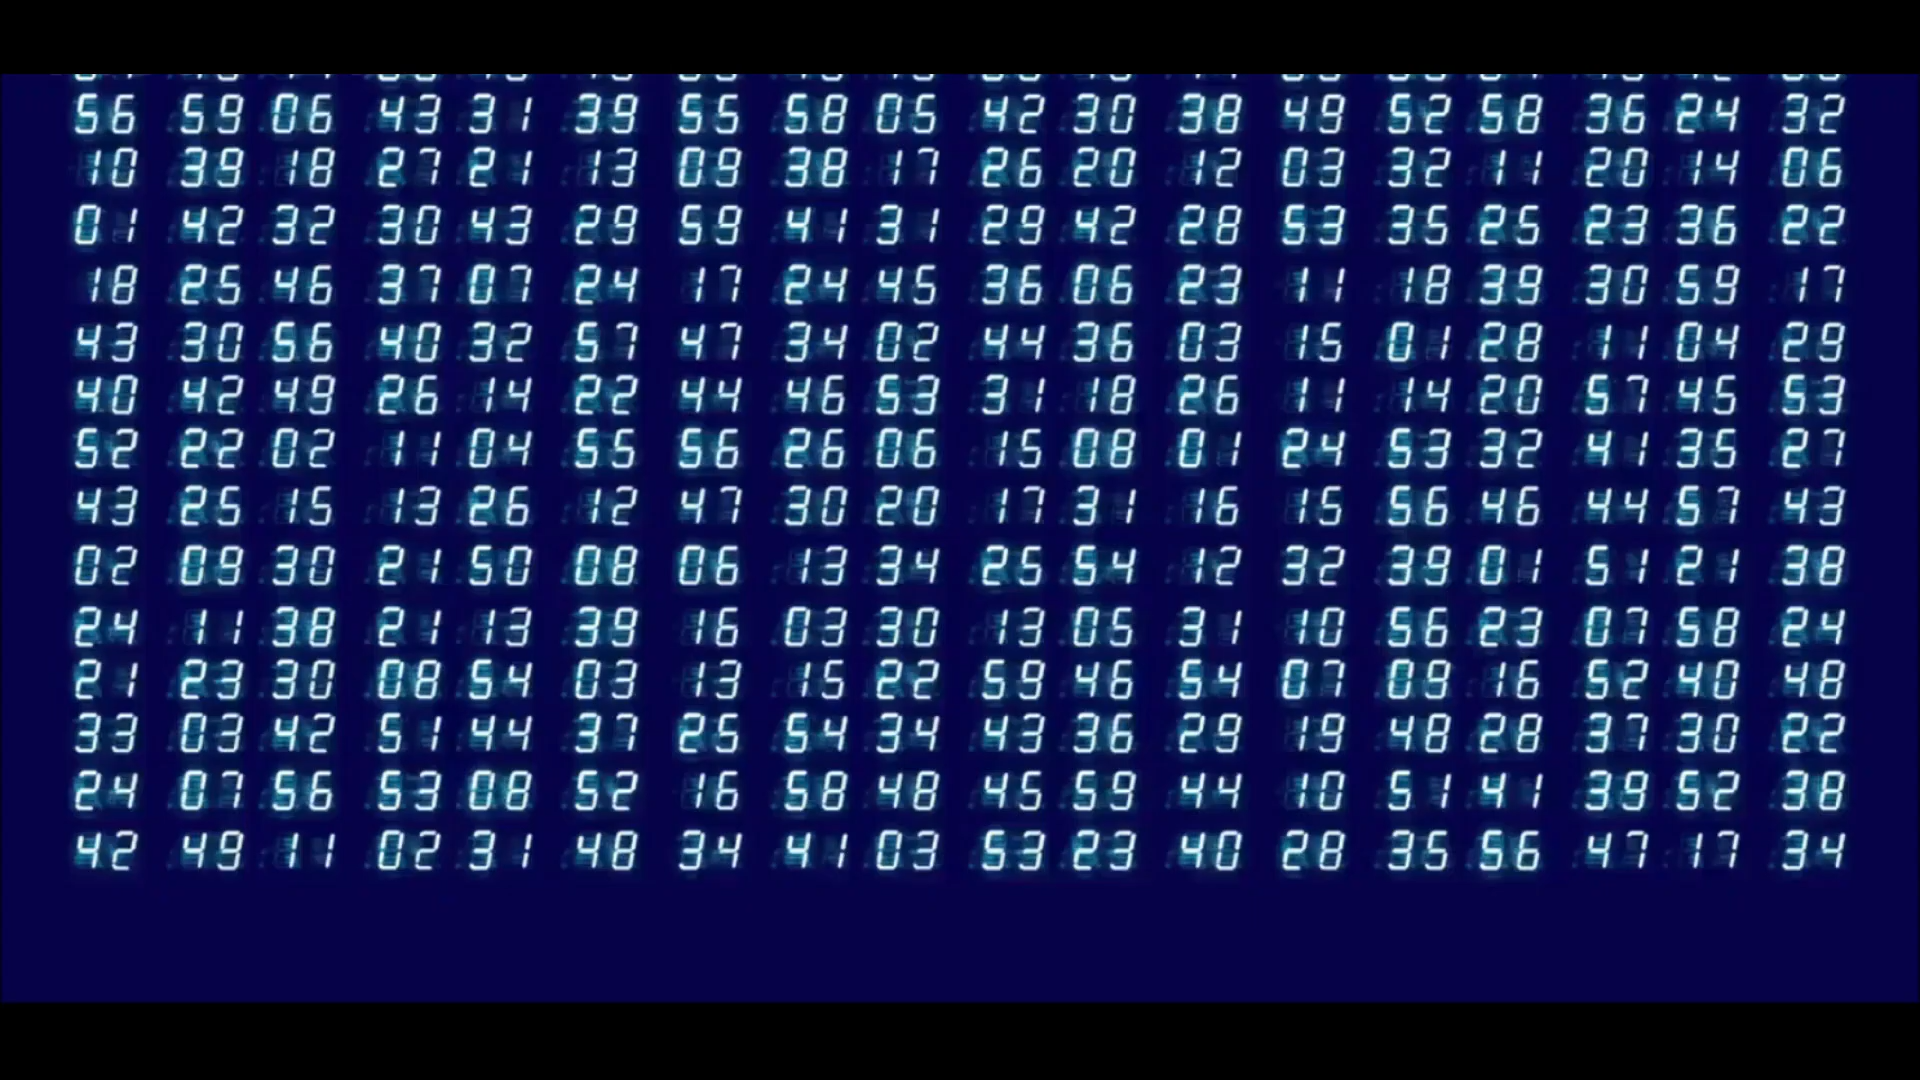 56 59 06 43 31 39 55 58 05 42 30 38 49 52 58 36 24 32
10 39 18 27 21 13 09 38 17 26 20 12 03 32 11 20 14 06
01 42 32 30 43 29 59 41 31 29 42 28 53 35 25 23 36 22
18 25 46 37 07 24 17 24 45 36 06 23 11 18 39 30 59 17
43 30 56 40 32 57 47 34 02 44 36 03 15 01 28 11 04 29
40 42 49 26 14 22 44 46 53 31 18 26 11 14 20 57 45 53
52 22 02 11 04 55 56 26 06 15 08 01 24 53 32 41 35 27
43 25 15 13 26 12 47 30 20 17 31 16 15 56 46 44 57 43
02 09 30 21 50 08 06 13 34 25 54 12 32 39 01 51 21 38
24 11 38 21 13 39 16 03 30 13 05 31 10 56 23 07 58 24
21 23 30 08 54 03 13 15 22 59 46 54 07 09 16 52 40 48
33 03 42 51 44 37 25 54 34 43 36 29 19 48 28 37 30 22
24 07 56 53 08 52 16 58 48 45 59 44 10 51 41 39 52 38
42 49 11 02 31 48 34 41 03 53 23 40 28 35 56 47 17 34